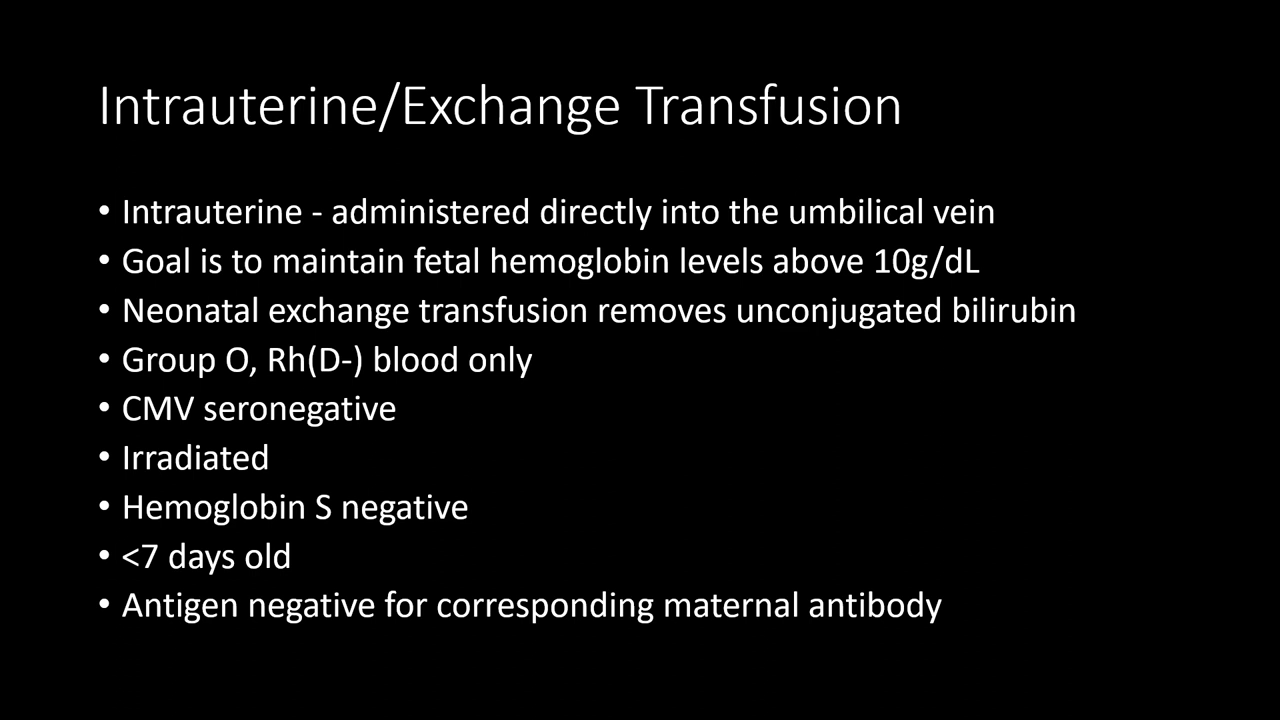 Intrauterine/Exchange Transfusion
• Intrauterine - administered directly into the umbilical vein
• Goal is to maintain fetal hemoglobin levels above 10g/dL
• Neonatal exchange transfusion removes unconjugated bilirubin
• Group O, Rh(D-) blood only
• CMV seronegative
• Irradiated
• Hemoglobin S negative
• <7 days old
• Antigen negative for corresponding maternal antibody